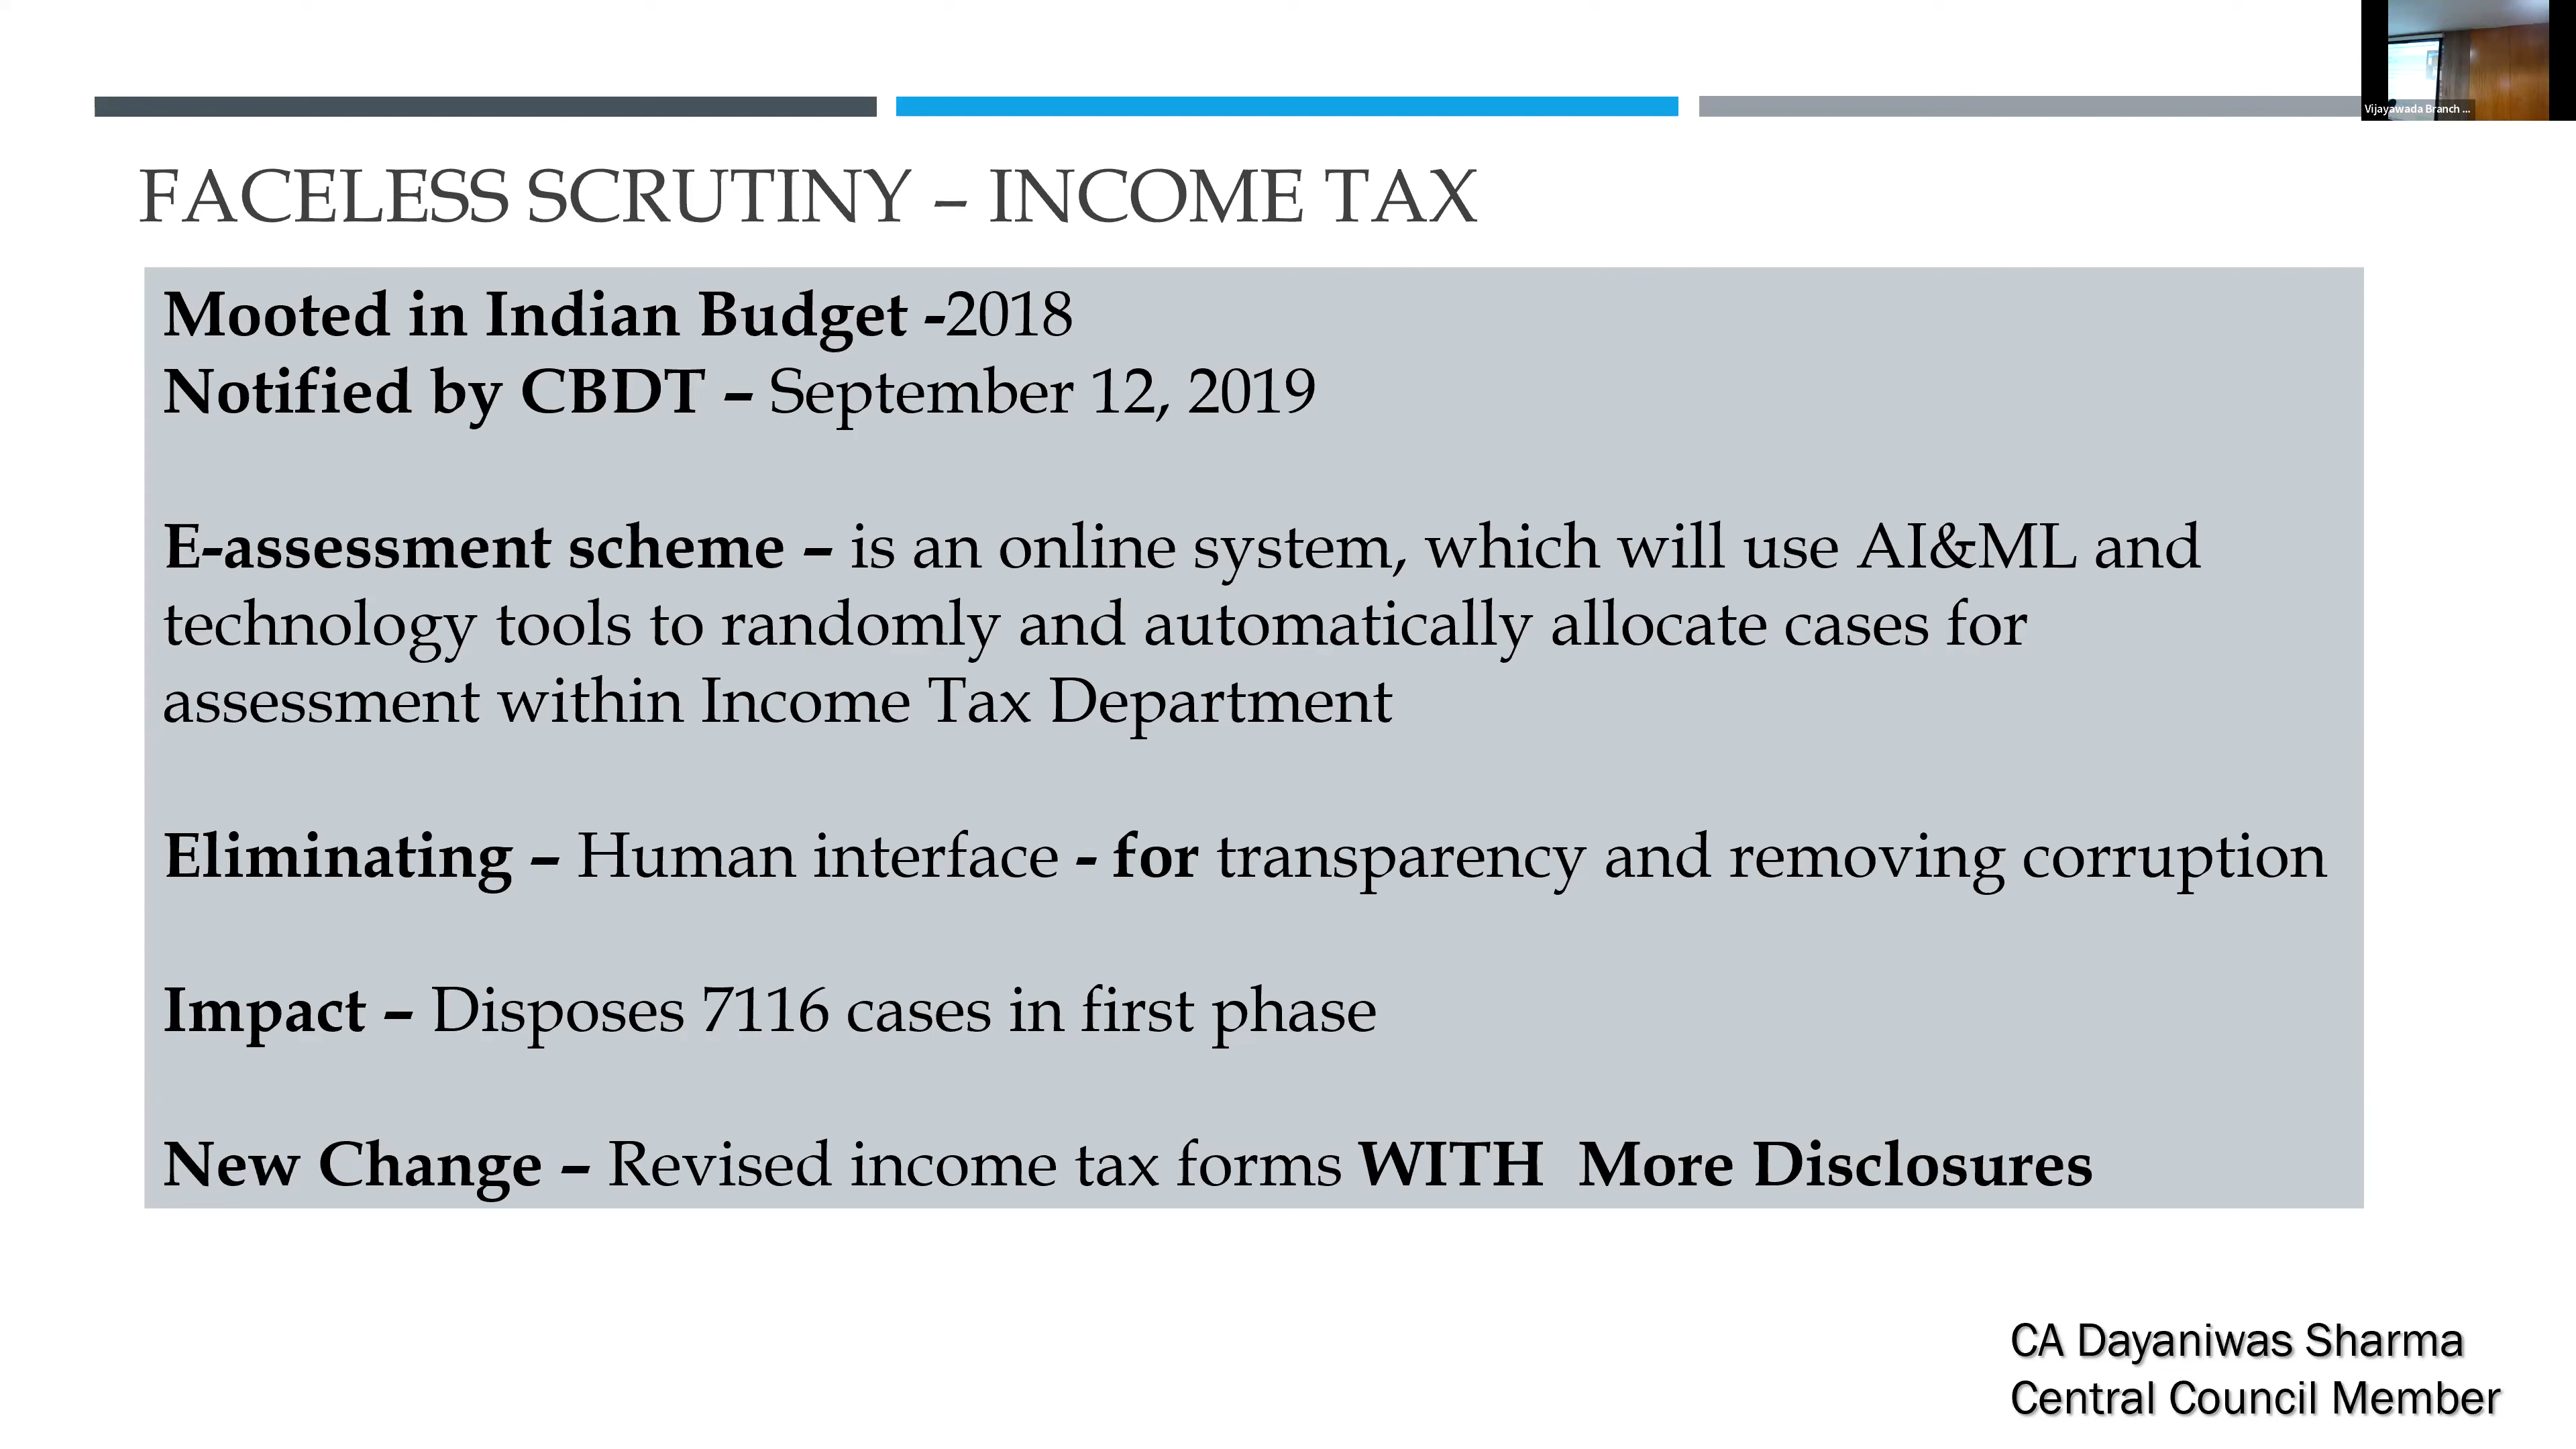 Vijayawada Branch ...
FACELESS SCRUTINY – INCOME TAX
Mooted in Indian Budget -2018
Notified by CBDT – September 12, 2019
E-assessment scheme – is an online system, which will use AI&ML and
technology tools to randomly and automatically allocate cases for
assessment within Income Tax Department
Eliminating – Human interface - for transparency and removing corruption
Impact – Disposes 7116 cases in first phase
New Change – Revised income tax forms WITH  More Disclosures
CA Dayaniwas Sharma
Central Council Member